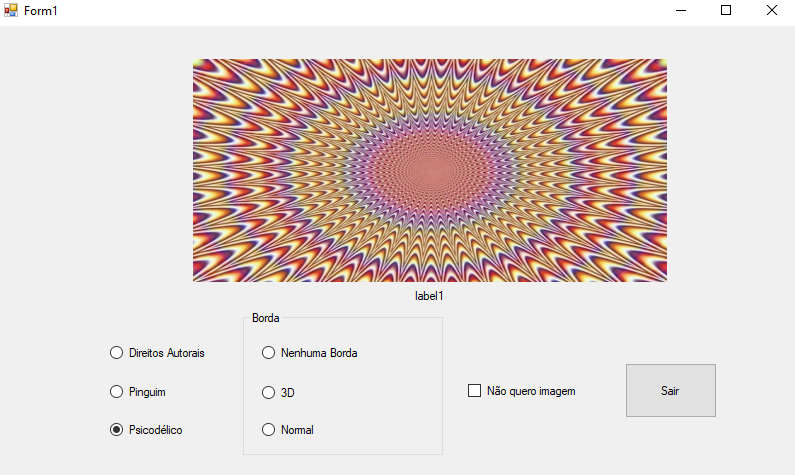 Form1
label1
Borda
Direitos Autorais
Nenhuma Borda
Pinguim
3D
Não quero imagem
Sair
Psicodélico
Normal